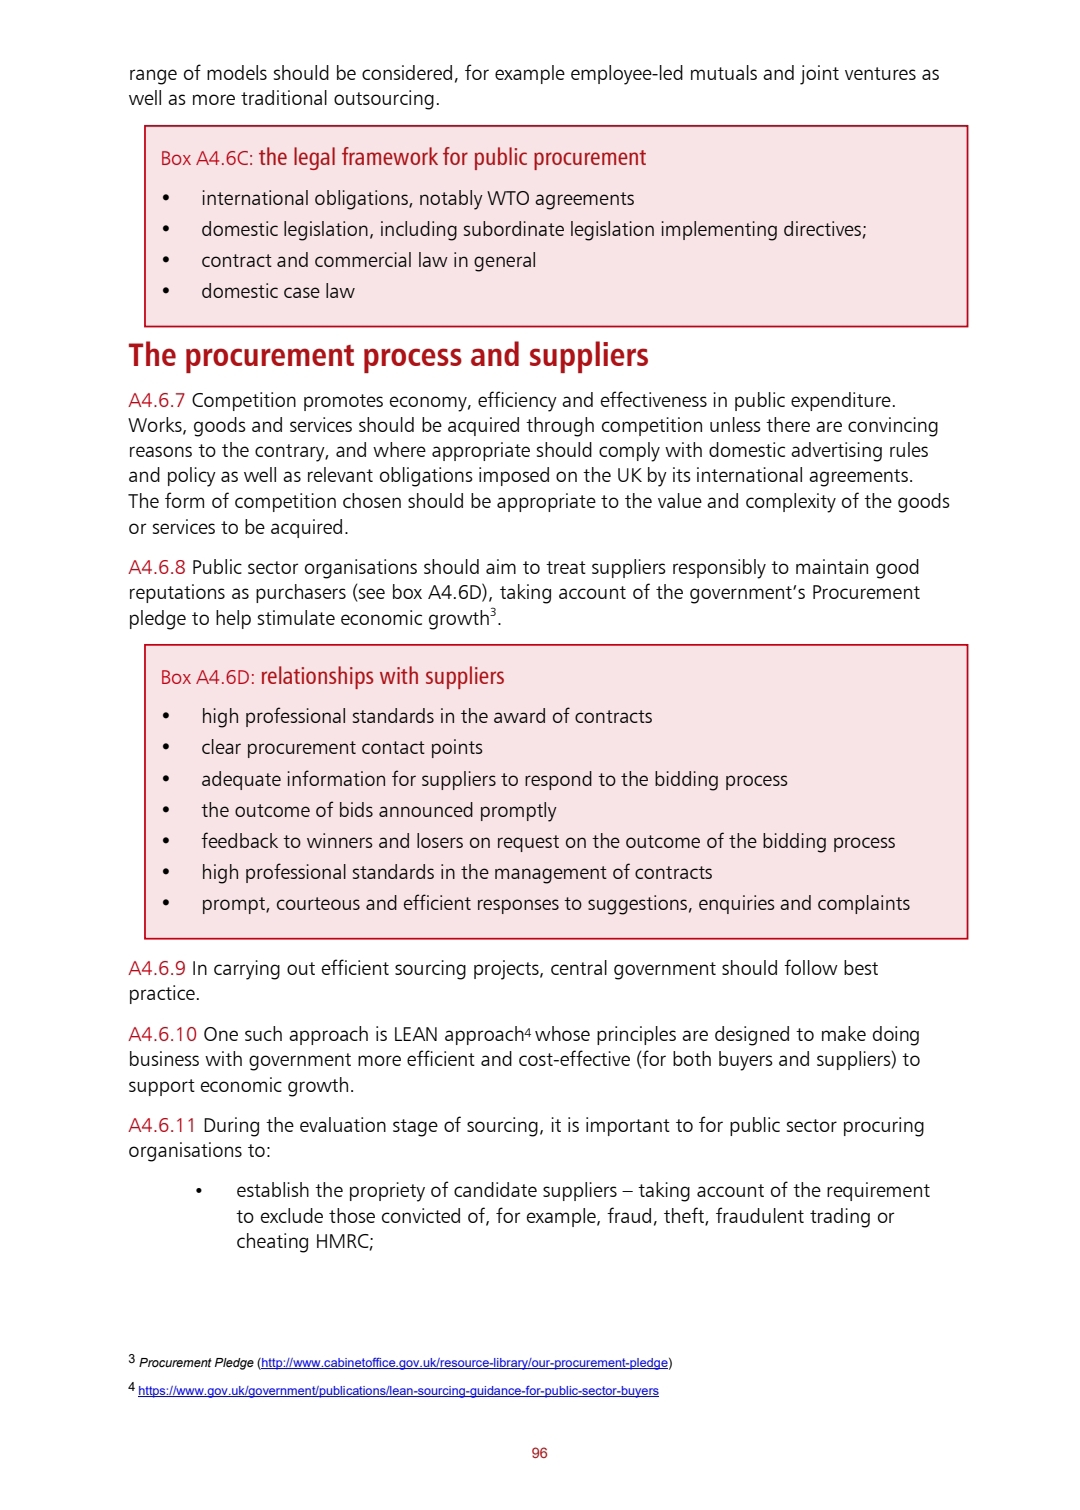 range of models should be considered, for example employee-led mutuals and joint ventures as
well as more traditional outsourcing.
Box A4.6C: the legal framework for public procurement
• international obligations, notably WTO agreements
• domestic legislation, including subordinate legislation implementing directives;
• contract and commercial law in general
• domestic case law
The procurement process and suppliers
A4.6.7 Competition promotes economy, efficiency and effectiveness in public expenditure.
Works, goods and services should be acquired through competition unless there are convincing
reasons to the contrary, and where appropriate should comply with domestic advertising rules
and policy as well as relevant obligations imposed on the UK by its international agreements.
The form of competition chosen should be appropriate to the value and complexity of the goods
or services to be acquired.
A4.6.8 Public sector organisations should aim to treat suppliers responsibly to maintain good
reputations as purchasers (see box A4.6D), taking account of the government’s Procurement
pledge to help stimulate economic growth3.
Box A4.6D: relationships with suppliers
• high professional standards in the award of contracts
• clear procurement contact points
• adequate information for suppliers to respond to the bidding process
• the outcome of bids announced promptly
• feedback to winners and losers on request on the outcome of the bidding process
• high professional standards in the management of contracts
• prompt, courteous and efficient responses to suggestions, enquiries and complaints
A4.6.9 In carrying out efficient sourcing projects, central government should follow best
practice.
A4.6.10 One such approach is LEAN approach4 whose principles are designed to make doing
business with government more efficient and cost-effective (for both buyers and suppliers) to
support economic growth.
A4.6.11 During the evaluation stage of sourcing, it is important to for public sector procuring
organisations to:
• establish the propriety of candidate suppliers – taking account of the requirement
to exclude those convicted of, for example, fraud, theft, fraudulent trading or
cheating HMRC;
3 Procurement Pledge (http://www.cabinetoffice.gov.uk/resource-library/our-procurement-pledge)
4 https://www.gov.uk/government/publications/lean-sourcing-guidance-for-public-sector-buyers
96